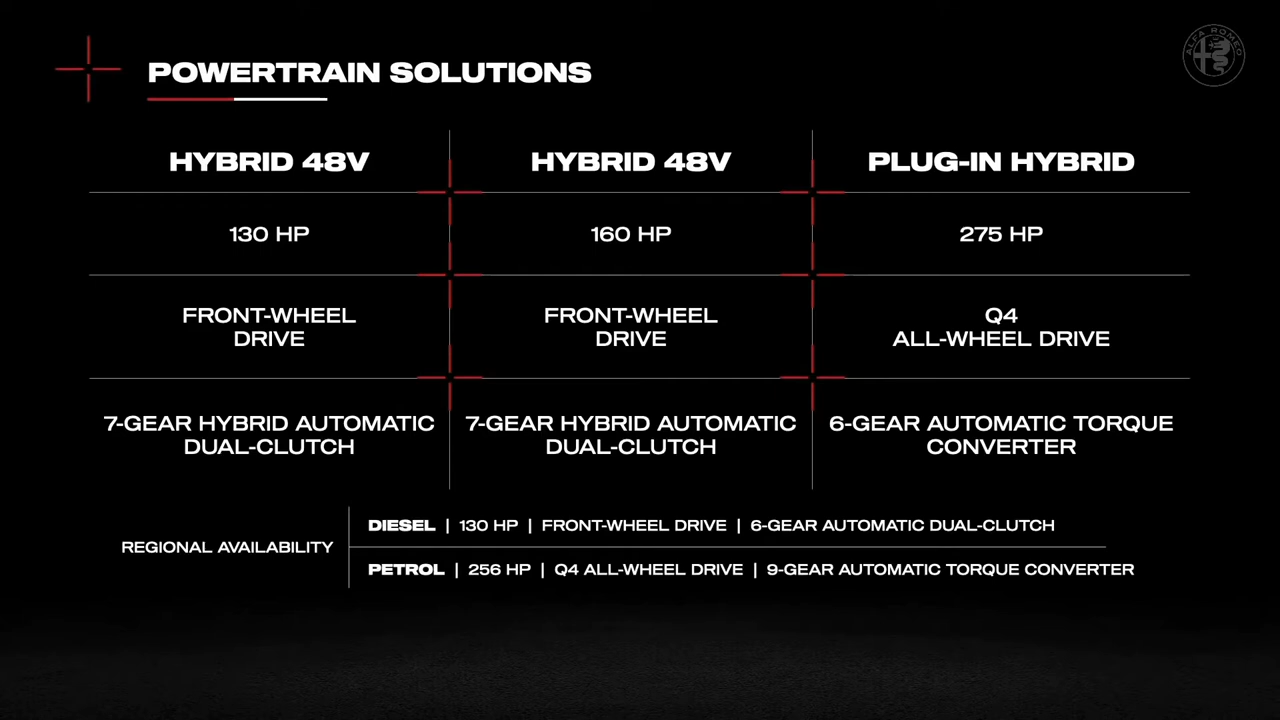 ALFA ROMEO
POWERTRAIN SOLUTIONS
HYBRID 48V
HYBRID 48V
PLUG-IN HYBRID
130 HP
160 HP
275 HP
FRONT-WHEEL
DRIVE
FRONT-WHEEL
DRIVE
Q4
ALL-WHEEL DRIVE
7-GEAR HYBRID AUTOMATIC
DUAL-CLUTCH
7-GEAR HYBRID AUTOMATIC
DUAL-CLUTCH
6-GEAR AUTOMATIC TORQUE
CONVERTER
REGIONAL AVAILABILITY
DIESEL | 130 HP | FRONT-WHEEL DRIVE | 6-GEAR AUTOMATIC DUAL-CLUTCH
PETROL | 256 HP | Q4 ALL-WHEEL DRIVE | 9-GEAR AUTOMATIC TORQUE CONVERTER